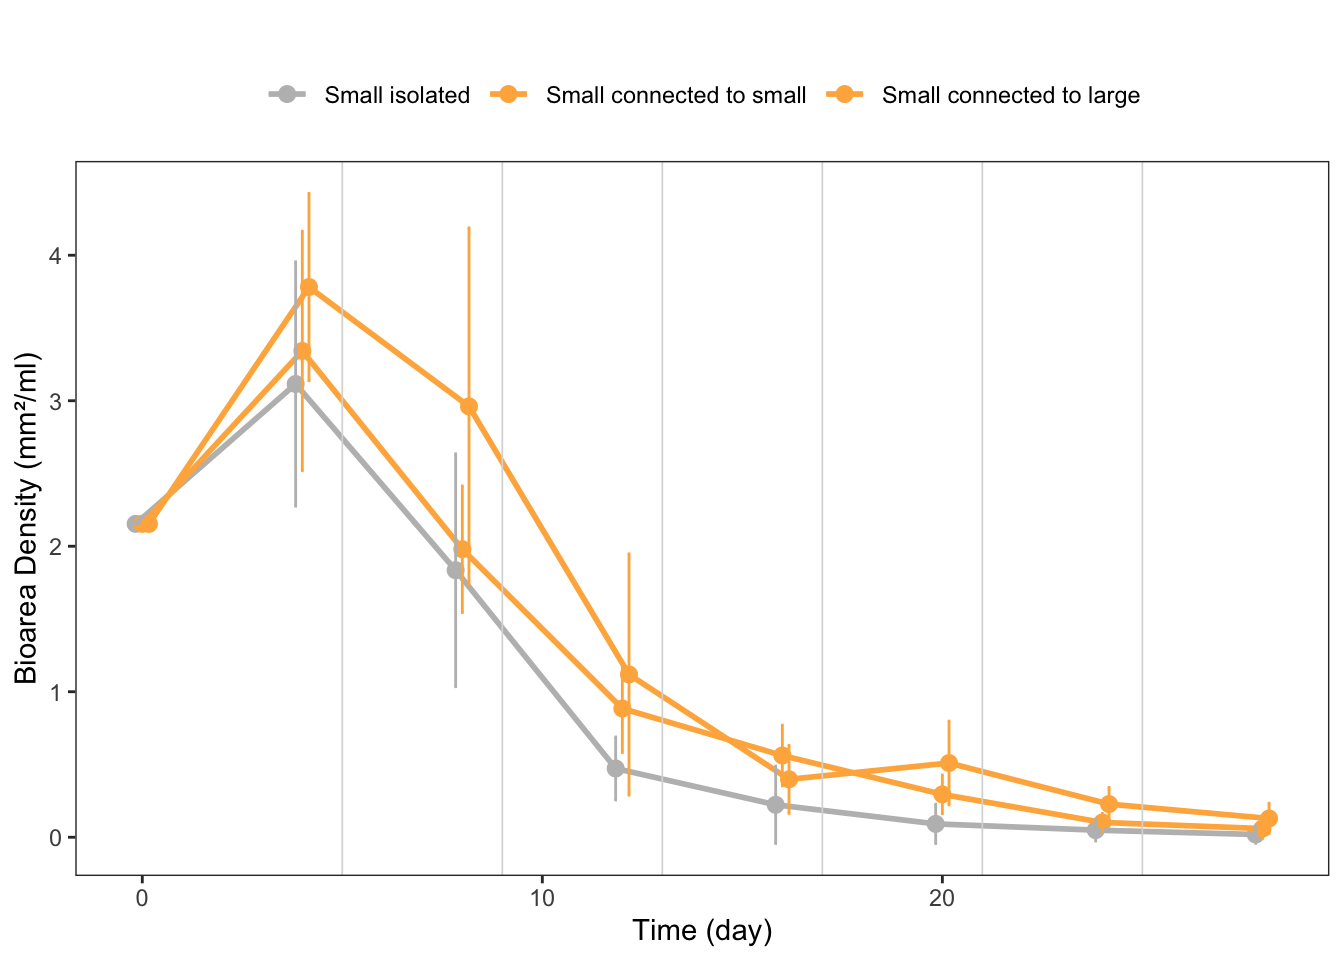 Small isolated Small connected to small Small connected to large
Bioarea Density (mm²/ml)
4
3
2
1
0
0 10 20
Time (day)